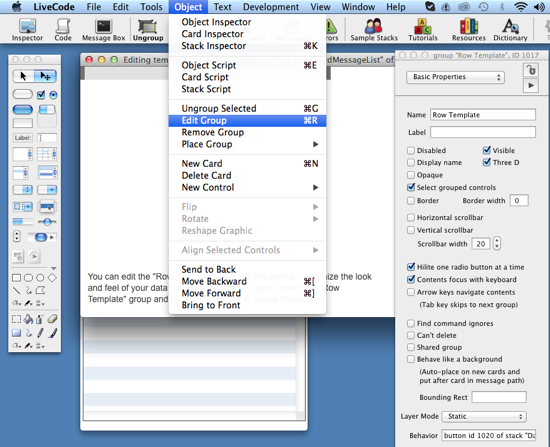 LiveCode File Edit Tools Object Text Development View Window Help
Inspector Code Message Box Ungroup Sample Stacks Tutorials Resources Dictionary
Object Inspector
Card Inspector
Stack Inspector ⌘K
Object Script ⌘E
Card Script
Stack Script
Ungroup Selected ⌘G
Edit Group ⌘R
Remove Group
Place Group
New Card ⌘N
Delete Card
New Control
Flip
Rotate
Reshape Graphic
Align Selected Controls
Send to Back
Move Backward ⌘[
Move Forward ⌘]
Bring to Front
Editing tem
dMessageList" of
You can edit the "Row
ize the look
and feel of your data
"Row
Template" group and
Label:
group "Row Template", ID 1017
Basic Properties
Name Row Template
Label
Disabled Visible
Display name Three D
Opaque
Select grouped controls
Border Border width 0
Horizontal scrollbar
Vertical scrollbar
Scrollbar width 20
Hilite one radio button at a time
Contents focus with keyboard
Arrow keys navigate contents
(Tab key skips to next group)
Find command ignores
Can't delete
Shared group
Behave like a background
(Auto-place on new cards and
put after card in message path)
Bounding Rect
Layer Mode Static
Behavior button id 1020 of stack "Da